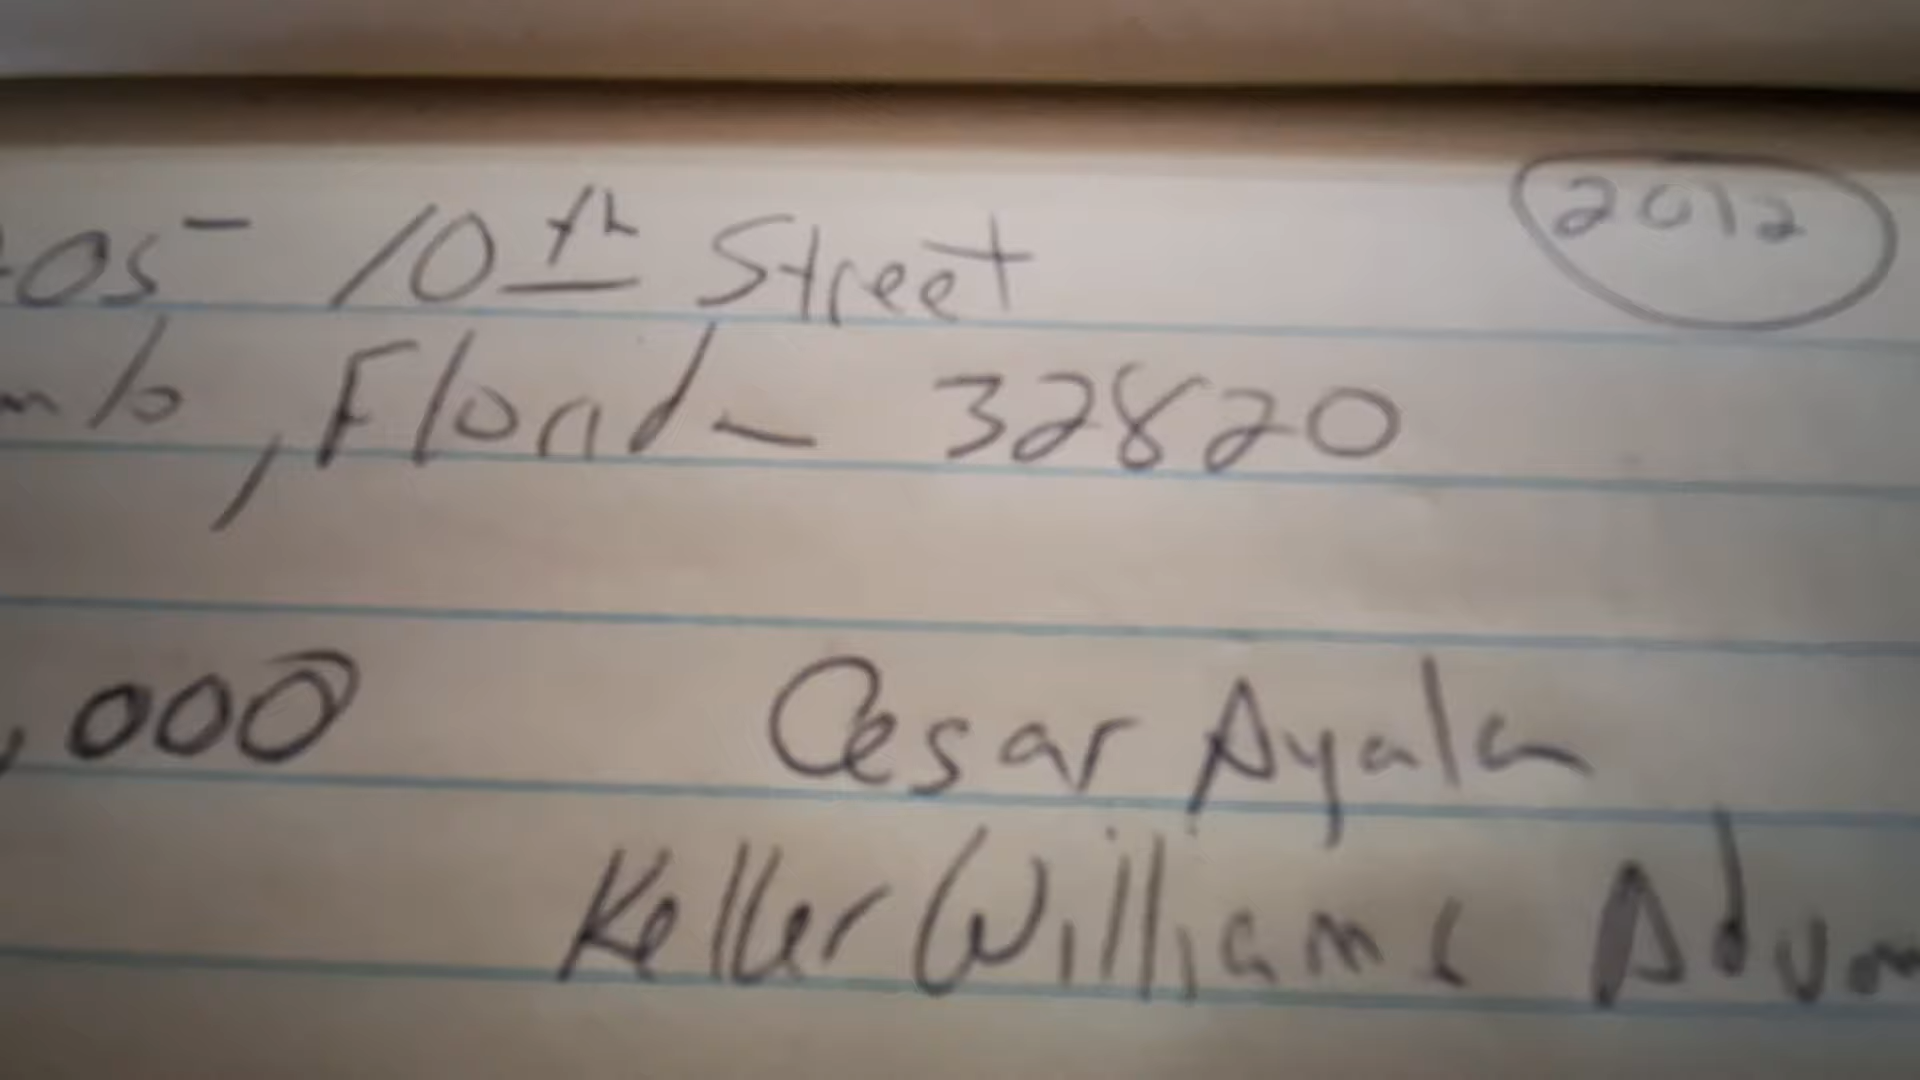 05- 10th Street 2012
, Florida 32820
,000 Cesar Ayala
Keller Williams